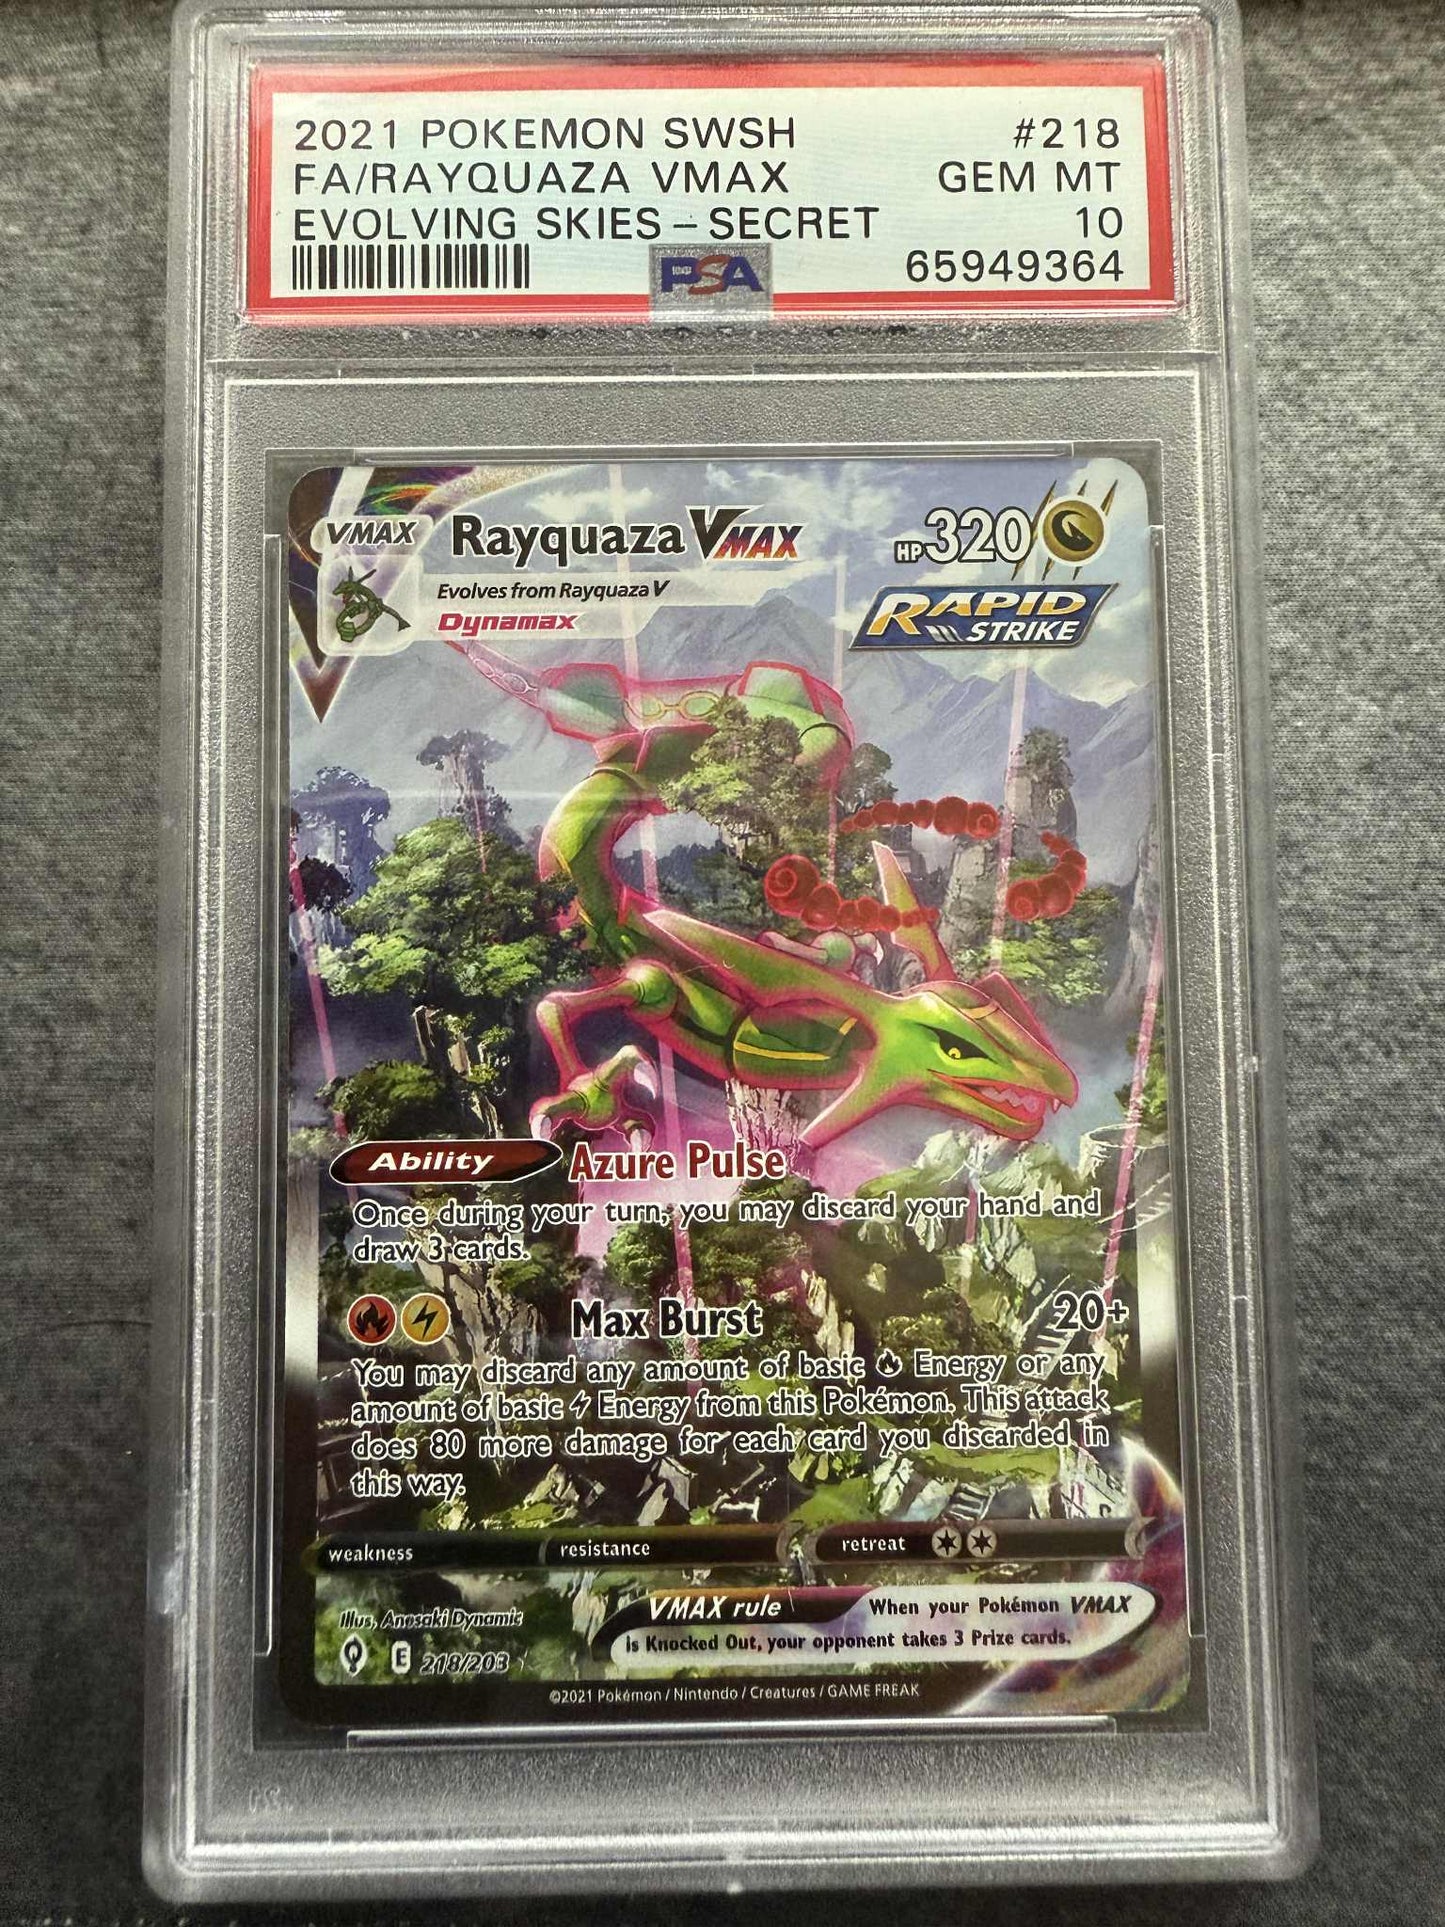 2021 POKEMON SWSH #218
FA/RAYQUAZA VMAX GEM MT
EVOLVING SKIES – SECRET 10
PSA 65949364
VMAX Rayquaza VMAX HP 320
Evolves from Rayquaza V
Dynamax
RAPID
STRIKE
Ability Azure Pulse
Once during your turn, you may discard your hand and
draw 3 cards.
Max Burst 20+
You may discard any amount of basic Energy or any
amount of basic Energy from this Pokémon. This attack
does 80 more damage for each card you discarded in
this way.
weakness resistance retreat
Illus. Anesaki Dynamic
VMAX rule When your Pokémon VMAX
is Knocked Out, your opponent takes 3 Prize cards.
E 218/203
©2021 Pokémon / Nintendo / Creatures / GAME FREAK